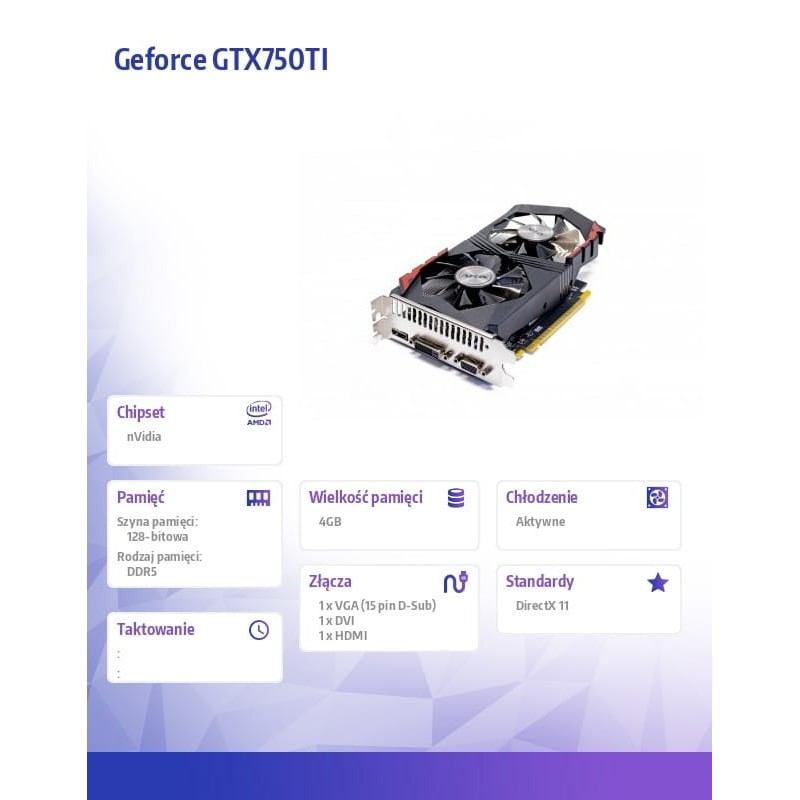 Geforce GTX750TI
Chipset
intel
AMD
nVidia
Pamięć
Szyna pamięci:
128-bitowa
Rodzaj pamięci:
DDR5
Wielkość pamięci
4GB
Chłodzenie
Aktywne
Złącza
1 x VGA (15 pin D-Sub)
1 x DVI
1 x HDMI
Standardy
DirectX 11
Taktowanie
:
: